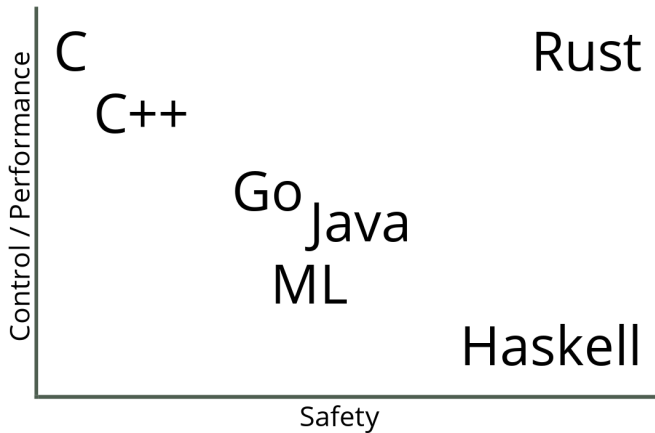 Control / Performance
C
Rust
C++
Go
Java
ML
Haskell
Safety